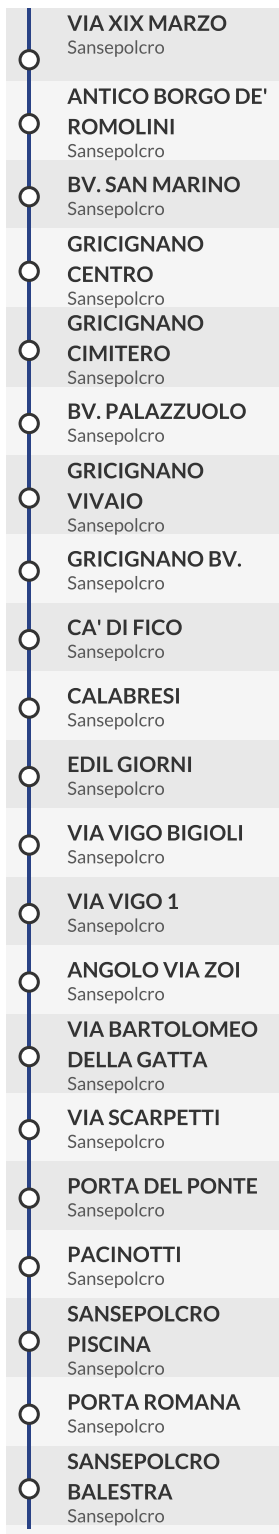 VIA XIX MARZO
Sansepolcro
ANTICO BORGO DE'
ROMOLINI
Sansepolcro
BV. SAN MARINO
Sansepolcro
GRICIGNANO
CENTRO
Sansepolcro
GRICIGNANO
CIMITERO
Sansepolcro
BV. PALAZZUOLO
Sansepolcro
GRICIGNANO
VIVAIO
Sansepolcro
GRICIGNANO BV.
Sansepolcro
CA' DI FICO
Sansepolcro
CALABRESI
Sansepolcro
EDIL GIORNI
Sansepolcro
VIA VIGO BIGIOLI
Sansepolcro
VIA VIGO 1
Sansepolcro
ANGOLO VIA ZOI
Sansepolcro
VIA BARTOLOMEO
DELLA GATTA
Sansepolcro
VIA SCARPETTI
Sansepolcro
PORTA DEL PONTE
Sansepolcro
PACINOTTI
Sansepolcro
SANSEPOLCRO
PISCINA
Sansepolcro
PORTA ROMANA
Sansepolcro
SANSEPOLCRO
BALESTRA
Sansepolcro